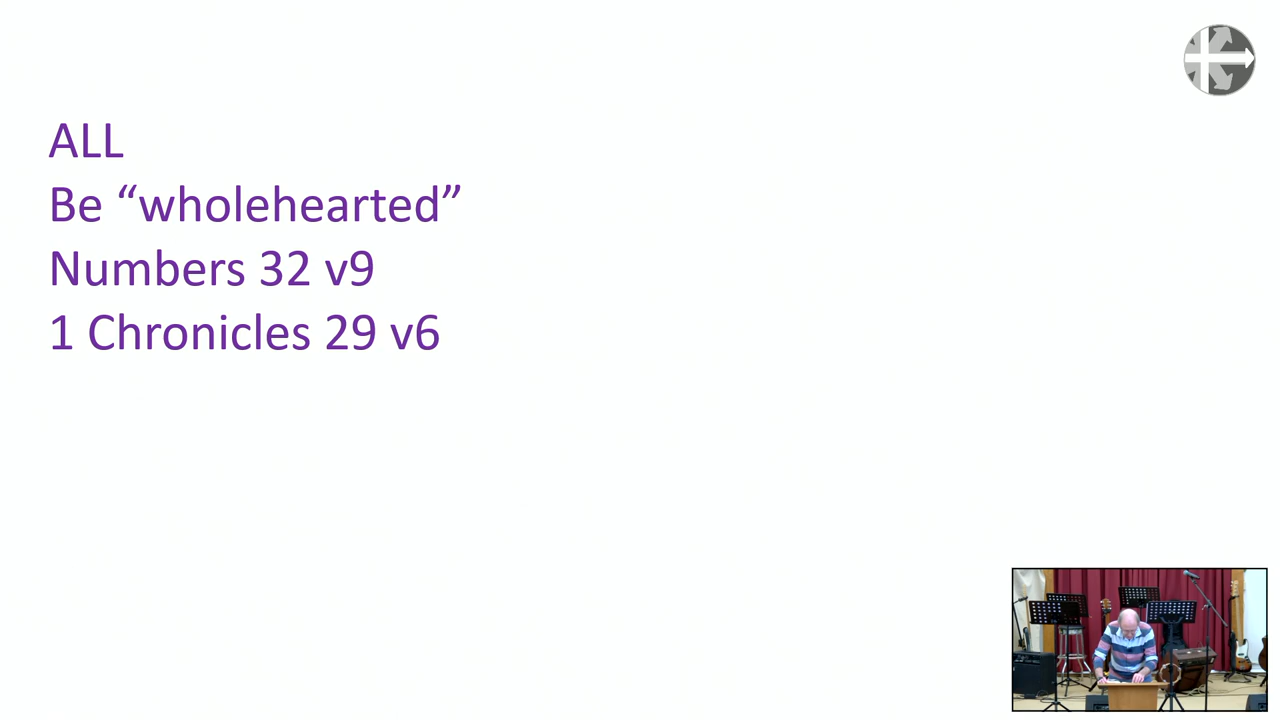 ALL
Be “wholehearted”
Numbers 32 v9
1 Chronicles 29 v6